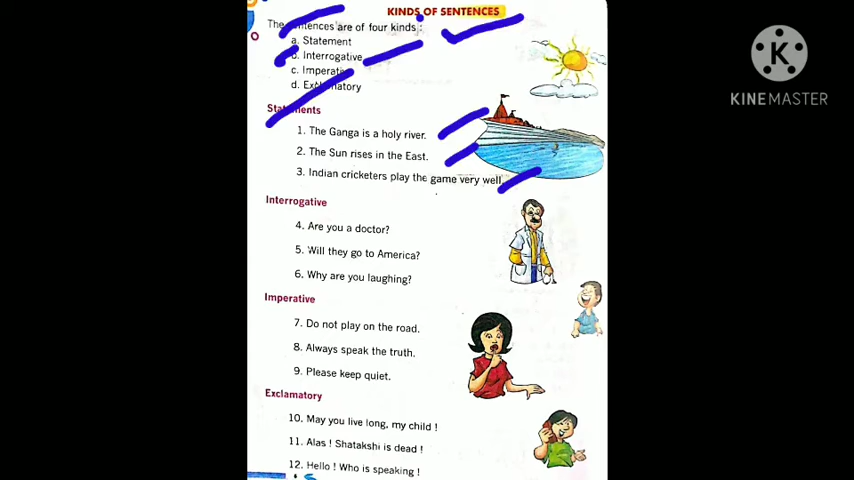 KINDS OF SENTENCES
The sentences are of four kinds :
a. Statement
b. Interrogative
c. Imperative
d. Exclamatory
Statements
1. The Ganga is a holy river.
2. The Sun rises in the East.
3. Indian cricketers play the game very well.
Interrogative
4. Are you a doctor?
5. Will they go to America?
6. Why are you laughing?
Imperative
7. Do not play on the road.
8. Always speak the truth.
9. Please keep quiet.
Exclamatory
10. May you live long, my child !
11. Alas ! Shatakshi is dead !
12. Hello ! Who is speaking !
K
KINEMASTER